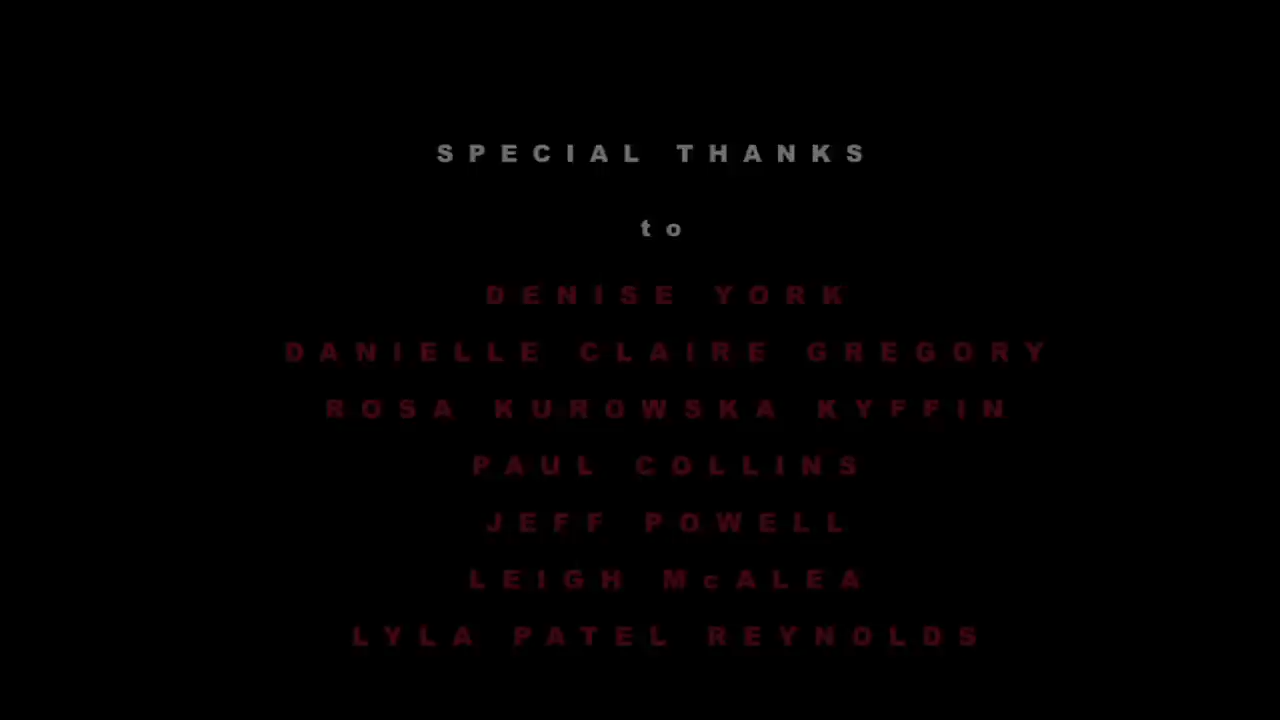 SPECIAL THANKS
to
DENISE YORK
DANIELLE CLAIRE GREGORY
ROSA KUROWSKA KYFFIN
PAUL COLLINS
JEFF POWELL
LEIGH McALEA
LYLA PATEL REYNOLDS